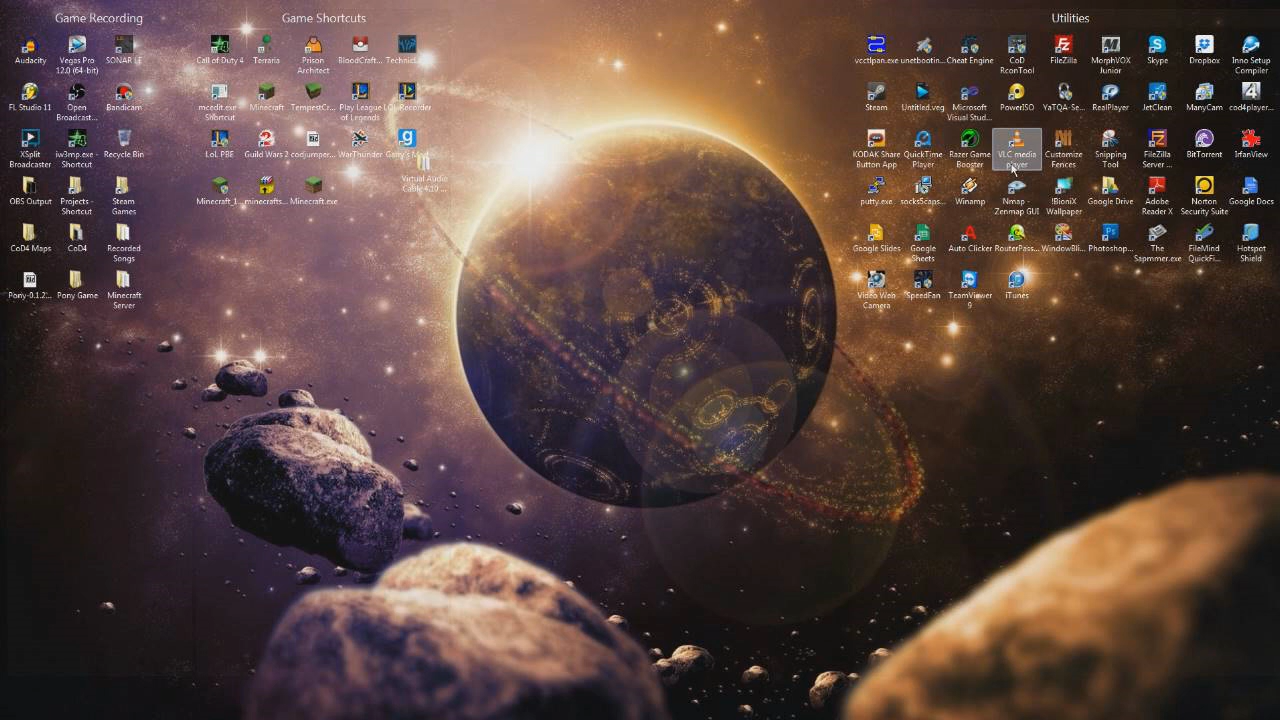 Game Recording
Audacity
Vegas Pro
12.0 (64-bit)
SONAR LE
FL Studio 11
Open
Broadcast...
Bandicam
XSplit
Broadcaster
iw3mp.exe -
Shortcut
Recycle Bin
OBS Output
Projects -
Shortcut
Steam
Games
CoD4 Maps
CoD4
Recorded
Songs
Pony-0.1.2...
Pony Game
Minecraft
Server
Game Shortcuts
Call of Duty 4
Terraria
Prison
Architect
BloodCraft...
mcedit.exe -
Shortcut
Minecraft
TempestCr...
Play League
of Legends
LOL Recorder
LoL PBE
Guild Wars 2
codjumper...
WarThunder
Garry's Mod
Virtual Audio
Cable 4.10 ...
Minecraft_1...
minecrafts...
Minecraft.exe
Utilities
vcctlpan.exe
unetbootin...
Cheat Engine
CoD
RconTool
FileZilla
MorphVOX
Junior
Skype
Dropbox
Inno Setup
Compiler
Steam
Untitled.veg
Microsoft
Visual Stud...
PowerISO
YaTQA-Se...
RealPlayer
JetClean
ManyCam
cod4player...
KODAK Share
Button App
QuickTime
Player
Razer Game
Booster
VLC media
player
Customize
Fences
Snipping
Tool
FileZilla
Server ...
BitTorrent
IrfanView
putty.exe
socks5caps...
Winamp
Nmap -
Zenmap GUI
!BioniX
Wallpaper
Google Drive
Adobe
Reader X
Norton
Security Suite
Google Docs
Google Slides
Google
Sheets
Auto Clicker
RouterPass...
WindowBli...
Photoshop...
The
Sapmmer.exe
FileMind
QuickFi...
Hotspot
Shield
Video Web
Camera
SpeedFan
TeamViewer
9
iTunes